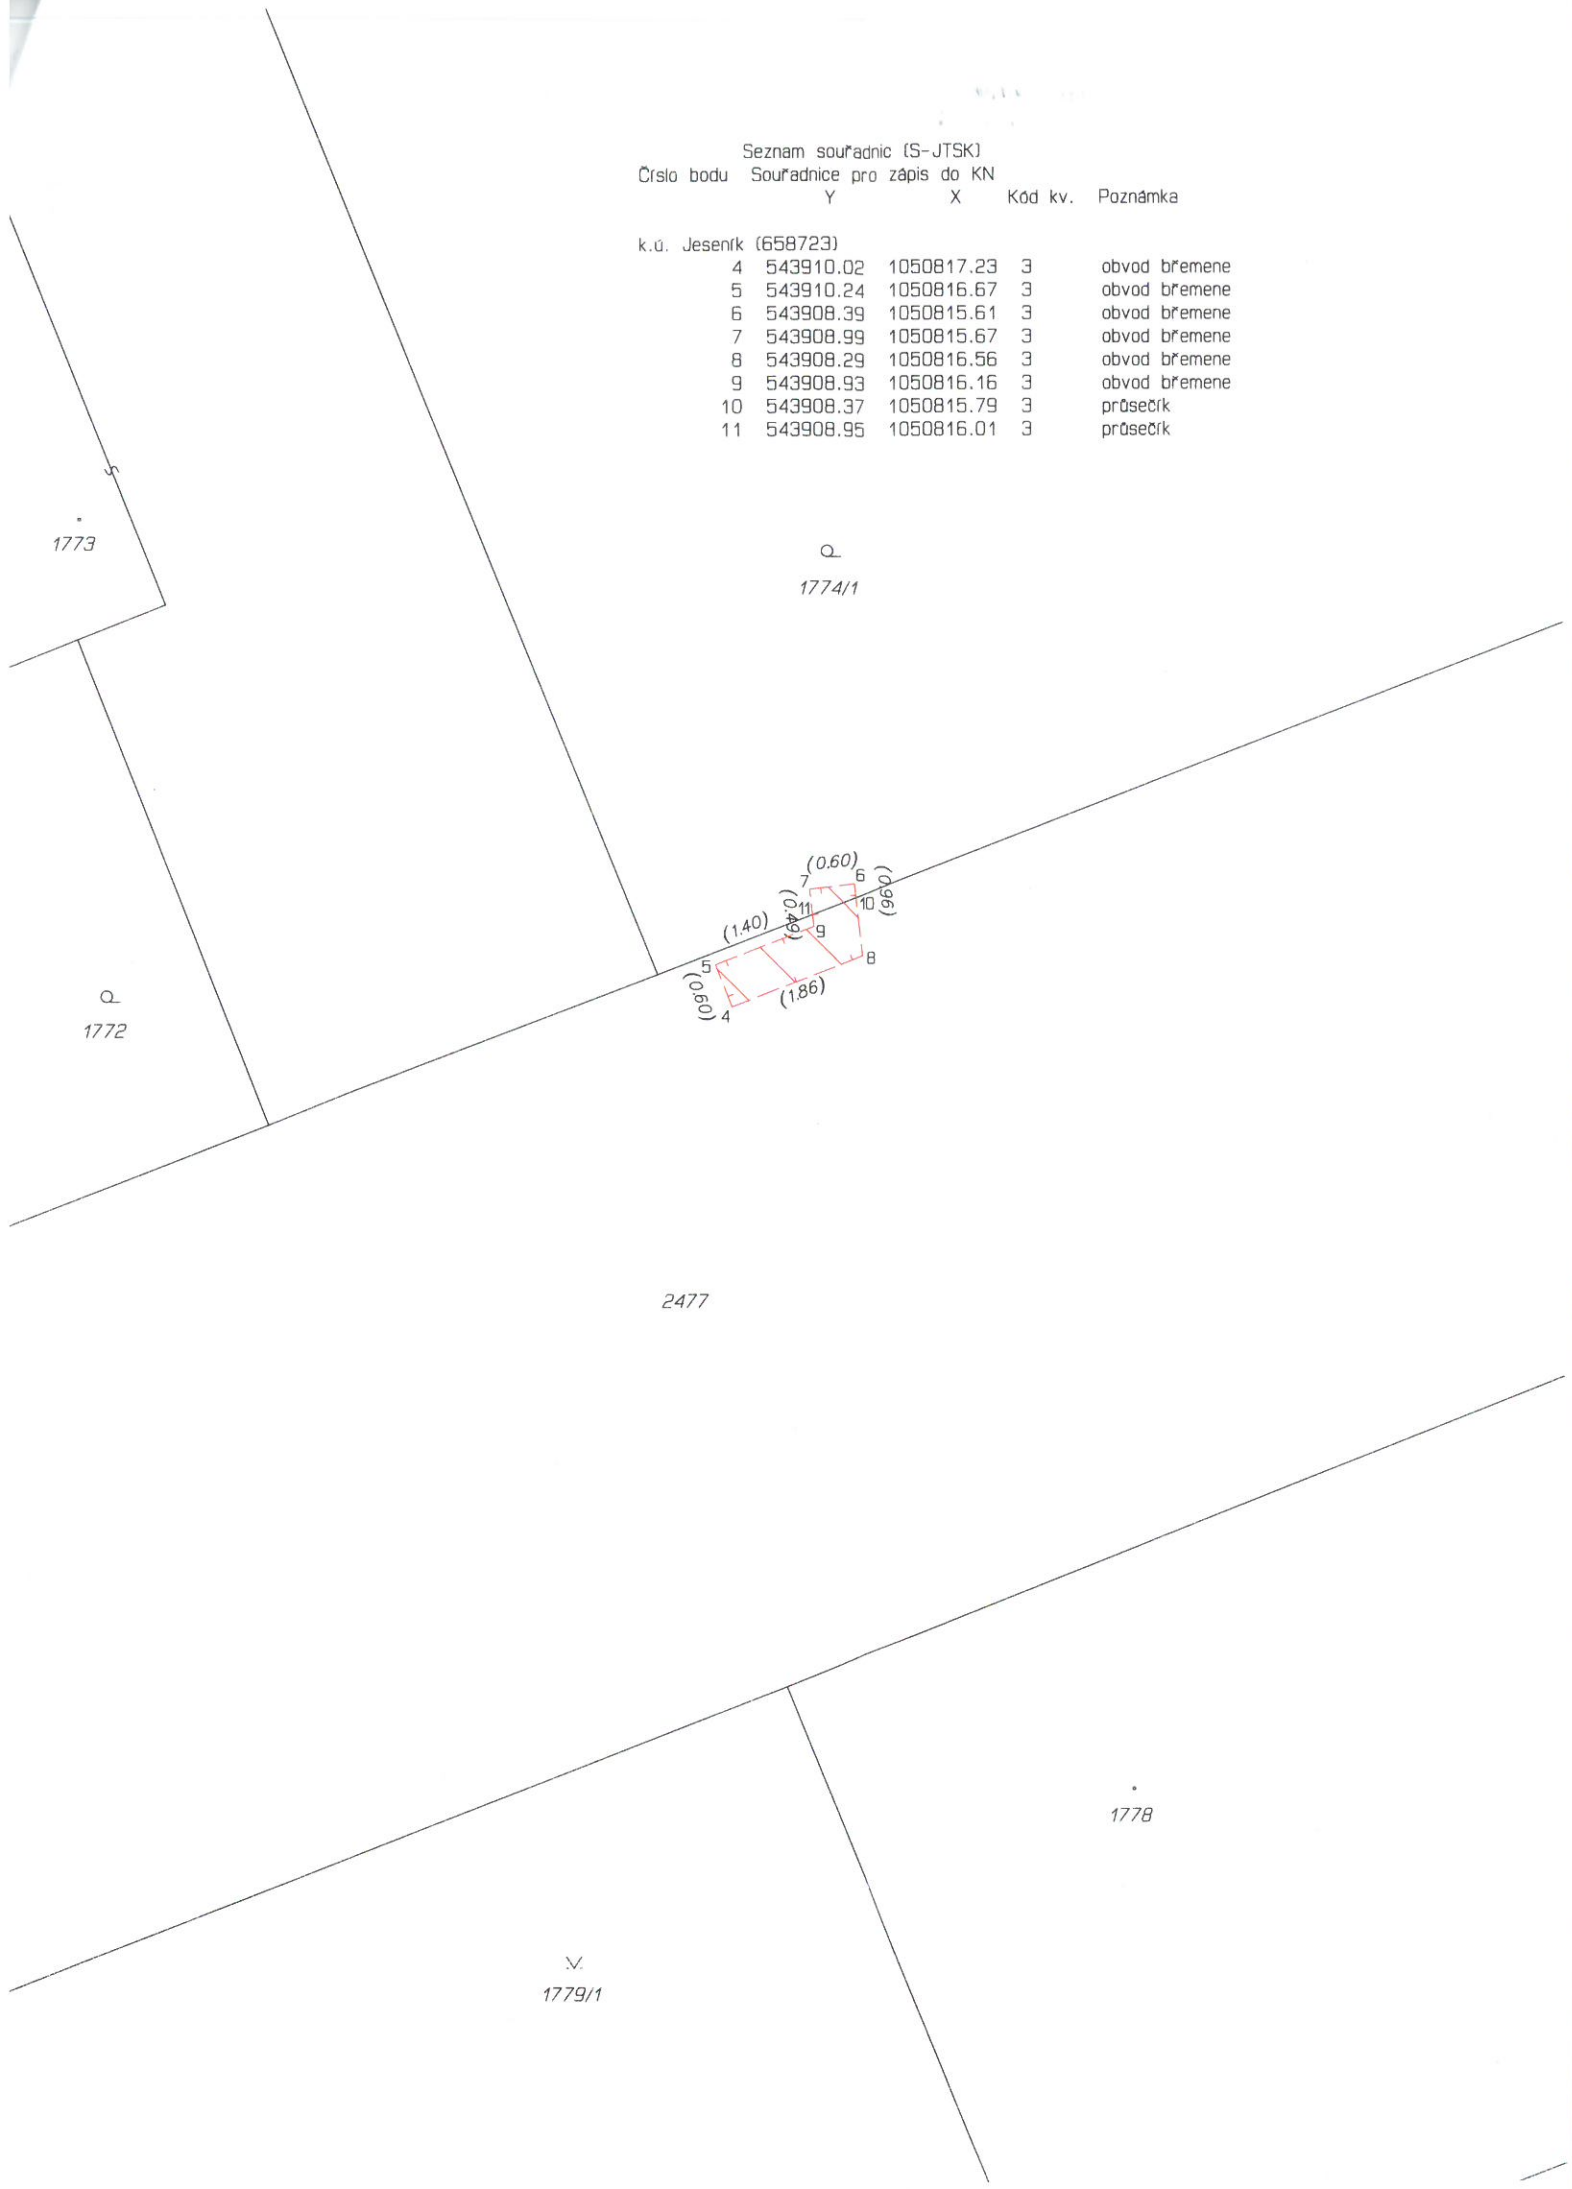 Seznam souřadnic (S-JTSK)
Číslo bodu Souřadnice pro zápis do KN
Y X Kód kv. Poznámka
k.ú. Jeseník (658723)
4 543910.02 1050817.23 3 obvod břemene
5 543910.24 1050816.67 3 obvod břemene
6 543908.39 1050815.61 3 obvod břemene
7 543908.99 1050815.67 3 obvod břemene
8 543908.29 1050816.56 3 obvod břemene
9 543908.93 1050816.16 3 obvod břemene
10 543908.37 1050815.79 3 průsečík
11 543908.95 1050816.01 3 průsečík
1773
1774/1
(0.60)
7
6
(0.96)
(0.49)
11
10
(1.40)
9
5
8
(0.60)
(1.86)
4
1772
2477
1778
1779/1